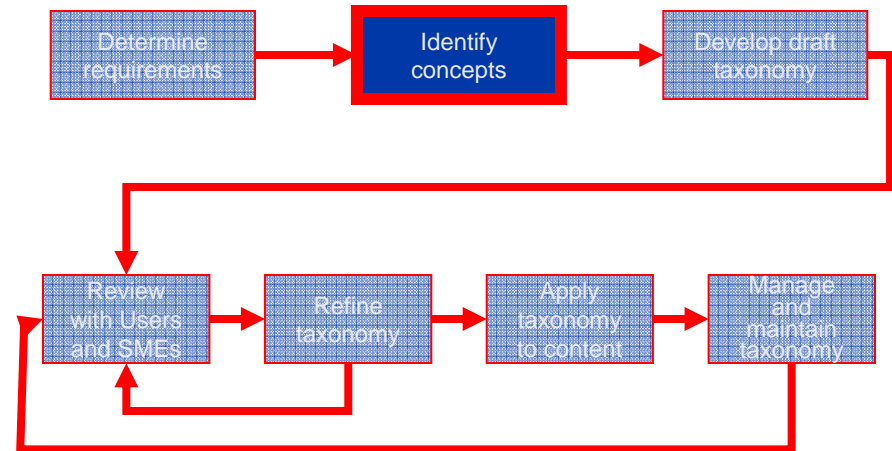 Determine
requirements
Identify
concepts
Develop draft
taxonomy
Review
with Users
and SMEs
Refine
taxonomy
Apply
taxonomy
to content
Manage
and
maintain
taxonomy